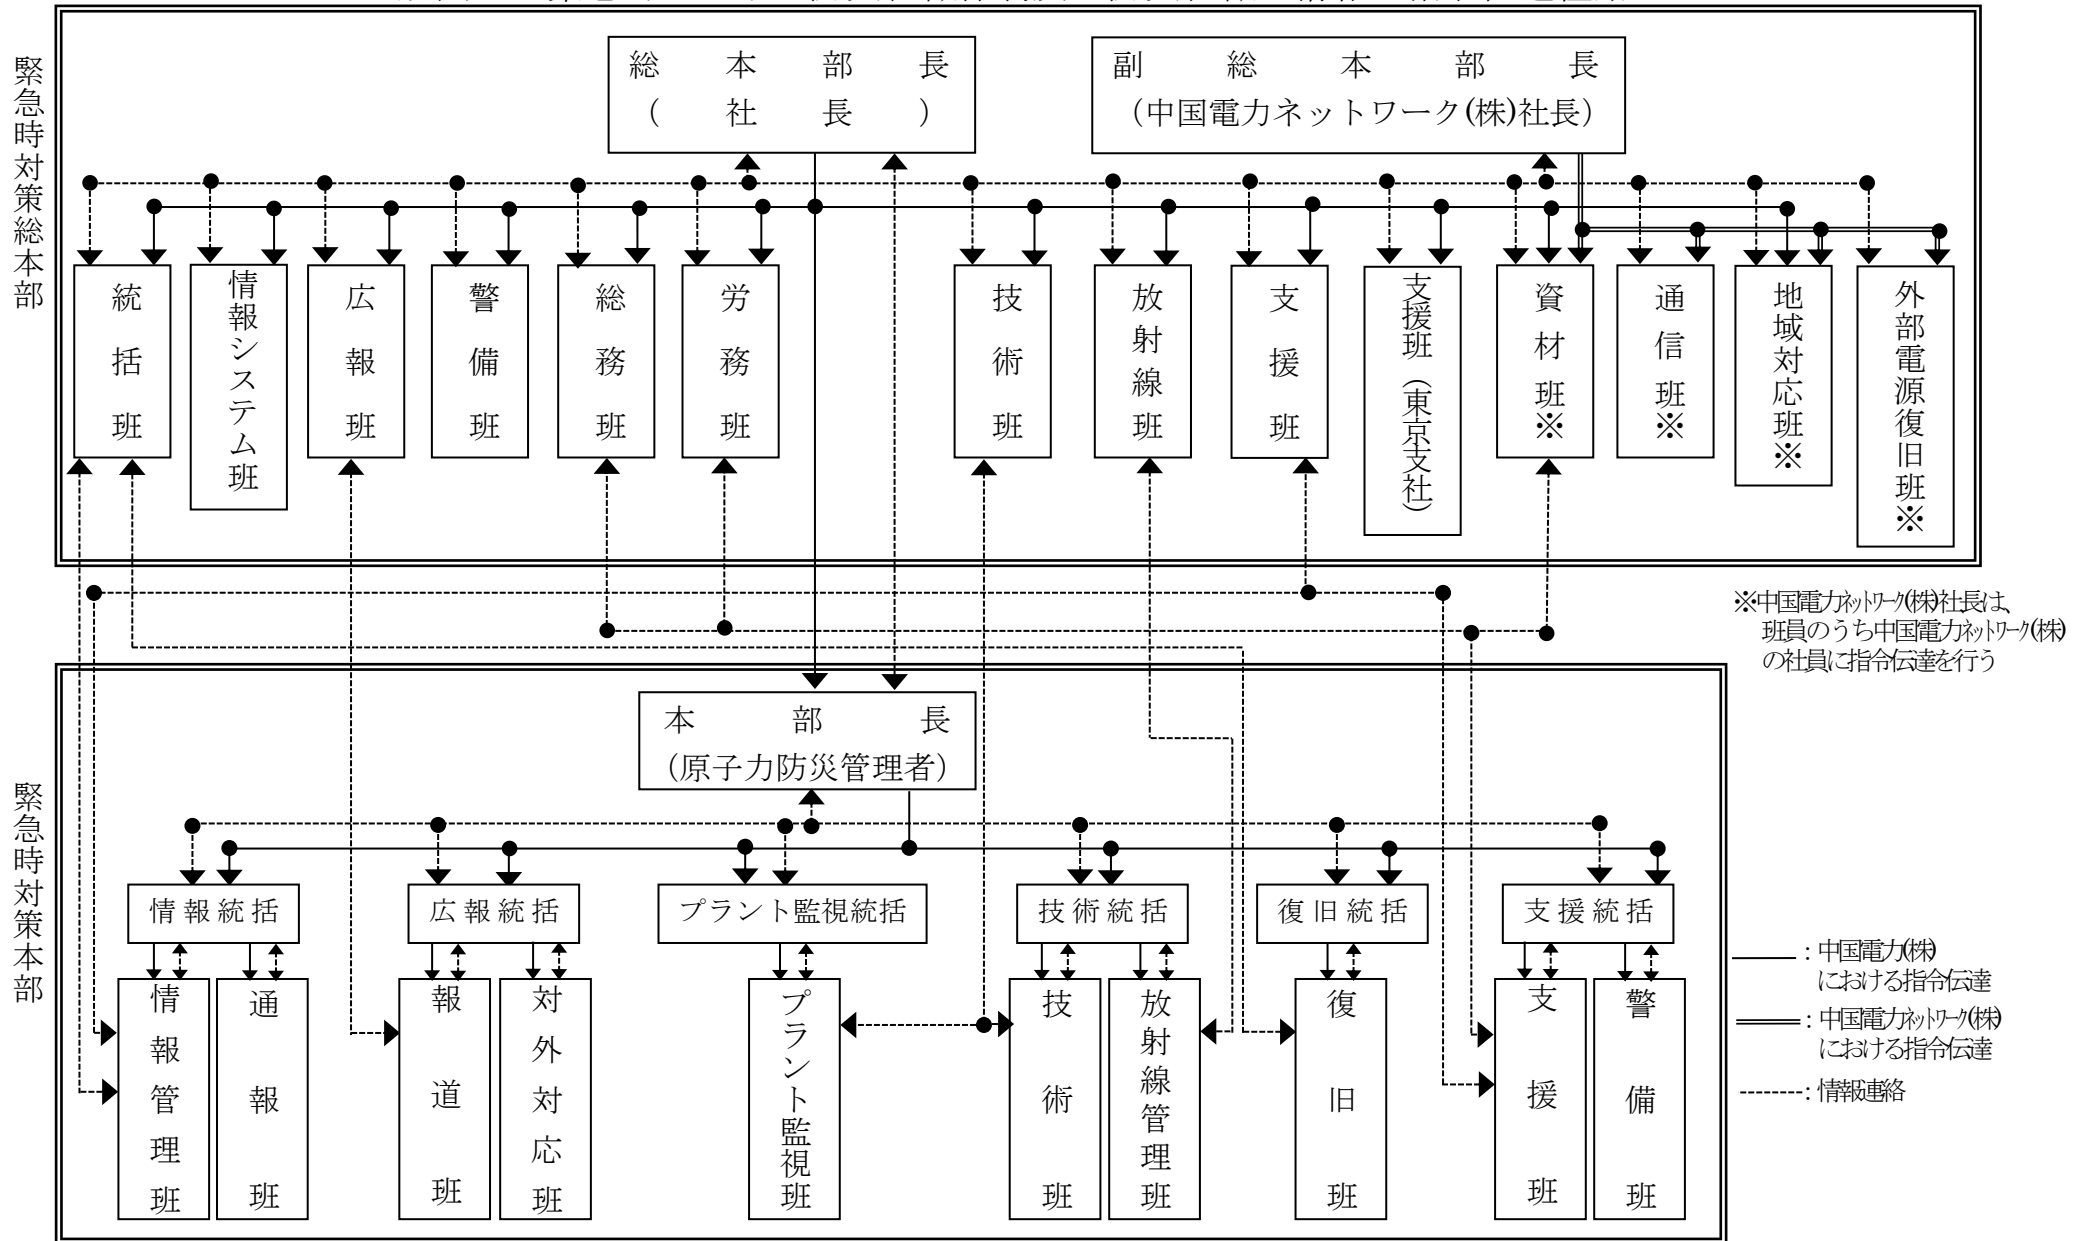 緊急時対策総本部
総本部長
（社長）
副総本部長
（中国電力ネットワーク(株)社長）
統括班
情報システム班
広報班
警備班
総務班
労務班
技術班
放射線班
支援班
支援班（東京支社）
資材班※
通信班※
地域対応班※
外部電源復旧班※
※中国電力ネットワーク(株)社長は、
班員のうち中国電力ネットワーク(株)
の社員に指令伝達を行う
緊急時対策本部
本部長
（原子力防災管理者）
情報統括
広報統括
プラント監視統括
技術統括
復旧統括
支援統括
情報管理班
通報班
報道班
対外対応班
プラント監視班
技術班
放射線管理班
復旧班
支援班
警備班
：中国電力(株)
における指令伝達
：中国電力ネットワーク(株)
における指令伝達
：情報連絡